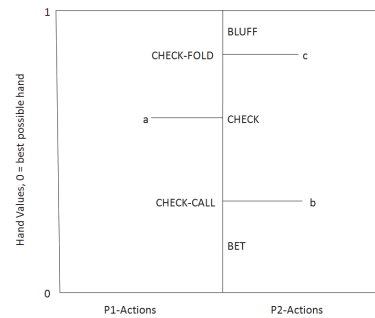 1
BLUFF
CHECK-FOLD
c
a
CHECK
CHECK-CALL
b
BET
0
Hand Values, 0 = best possible hand
P1-Actions
P2-Actions